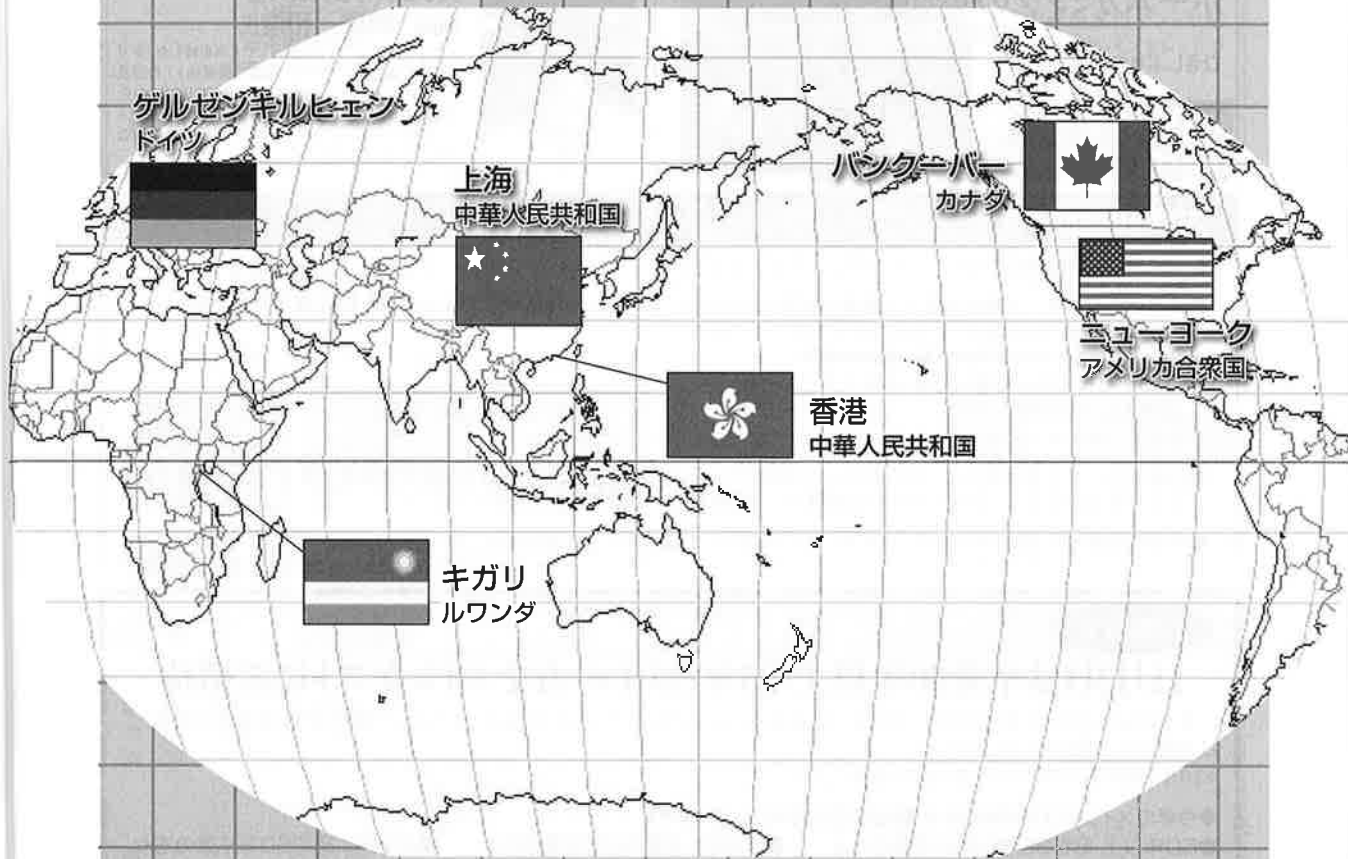 ゲルゼンキルヒェン
ドイツ
上海
中華人民共和国
バンクーバー
カナダ
ニューヨーク
アメリカ合衆国
香港
中華人民共和国
キガリ
ルワンダ